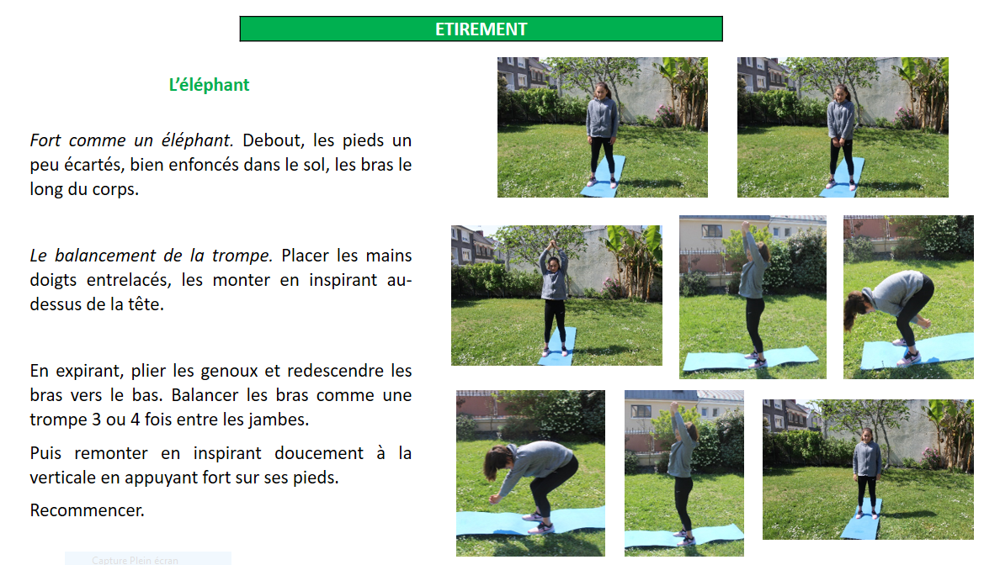 ETIREMENT
L’éléphant
Fort comme un éléphant. Debout, les pieds un
peu écartés, bien enfoncés dans le sol, les bras le
long du corps.
Le balancement de la trompe. Placer les mains
doigts entrelacés, les monter en inspirant au-
dessus de la tête.
En expirant, plier les genoux et redescendre les
bras vers le bas. Balancer les bras comme une
trompe 3 ou 4 fois entre les jambes.
Puis remonter en inspirant doucement à la
verticale en appuyant fort sur ses pieds.
Recommencer.
Capture Plein écran